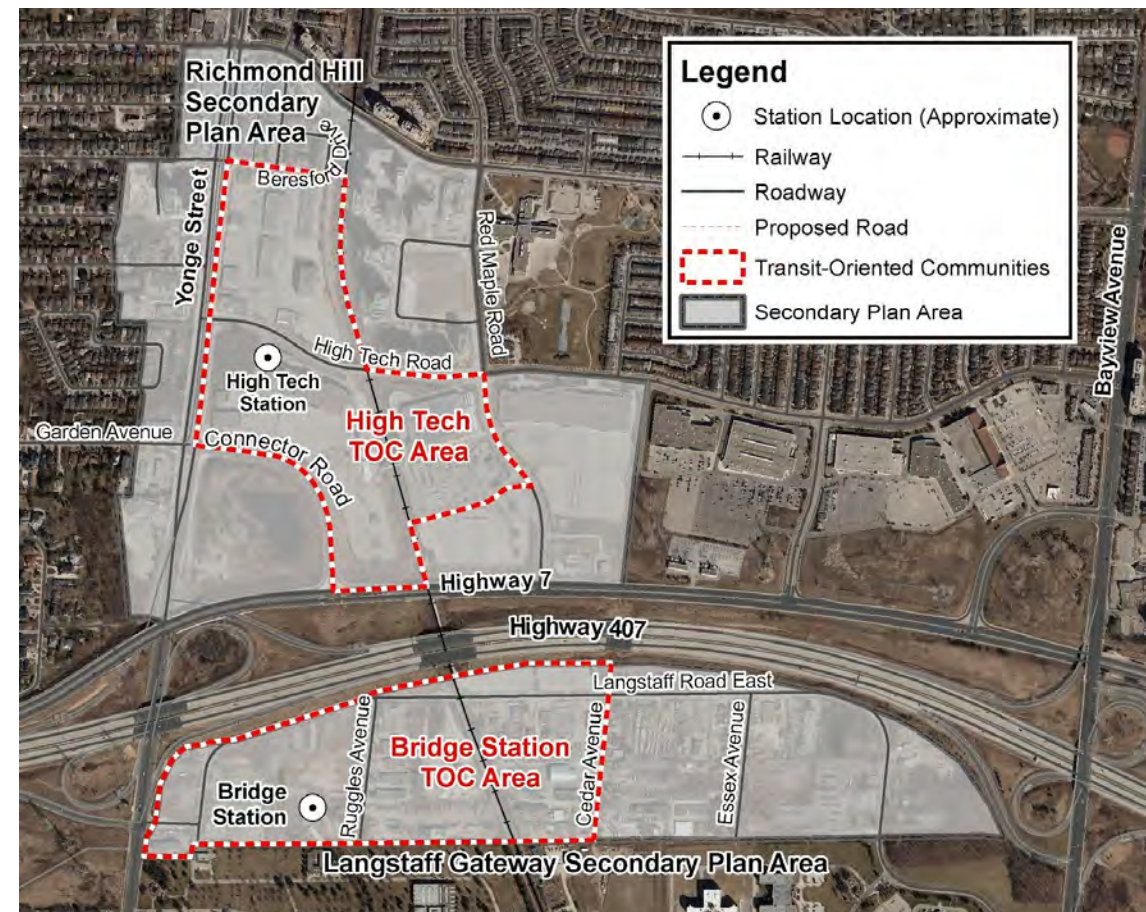 Richmond Hill
Secondary
Plan Area
Legend
Station Location (Approximate)
Railway
Roadway
Proposed Road
Transit-Oriented Communities
Secondary Plan Area
Beresford Drive
Yonge Street
Red Maple Road
Bayview Avenue
High Tech Road
High Tech
Station
High Tech
TOC Area
Garden Avenue
Connector Road
Highway 7
Highway 407
Langstaff Road East
Ruggles Avenue
Bridge Station
TOC Area
Cedar Avenue
Essex Avenue
Bridge
Station
Langstaff Gateway Secondary Plan Area